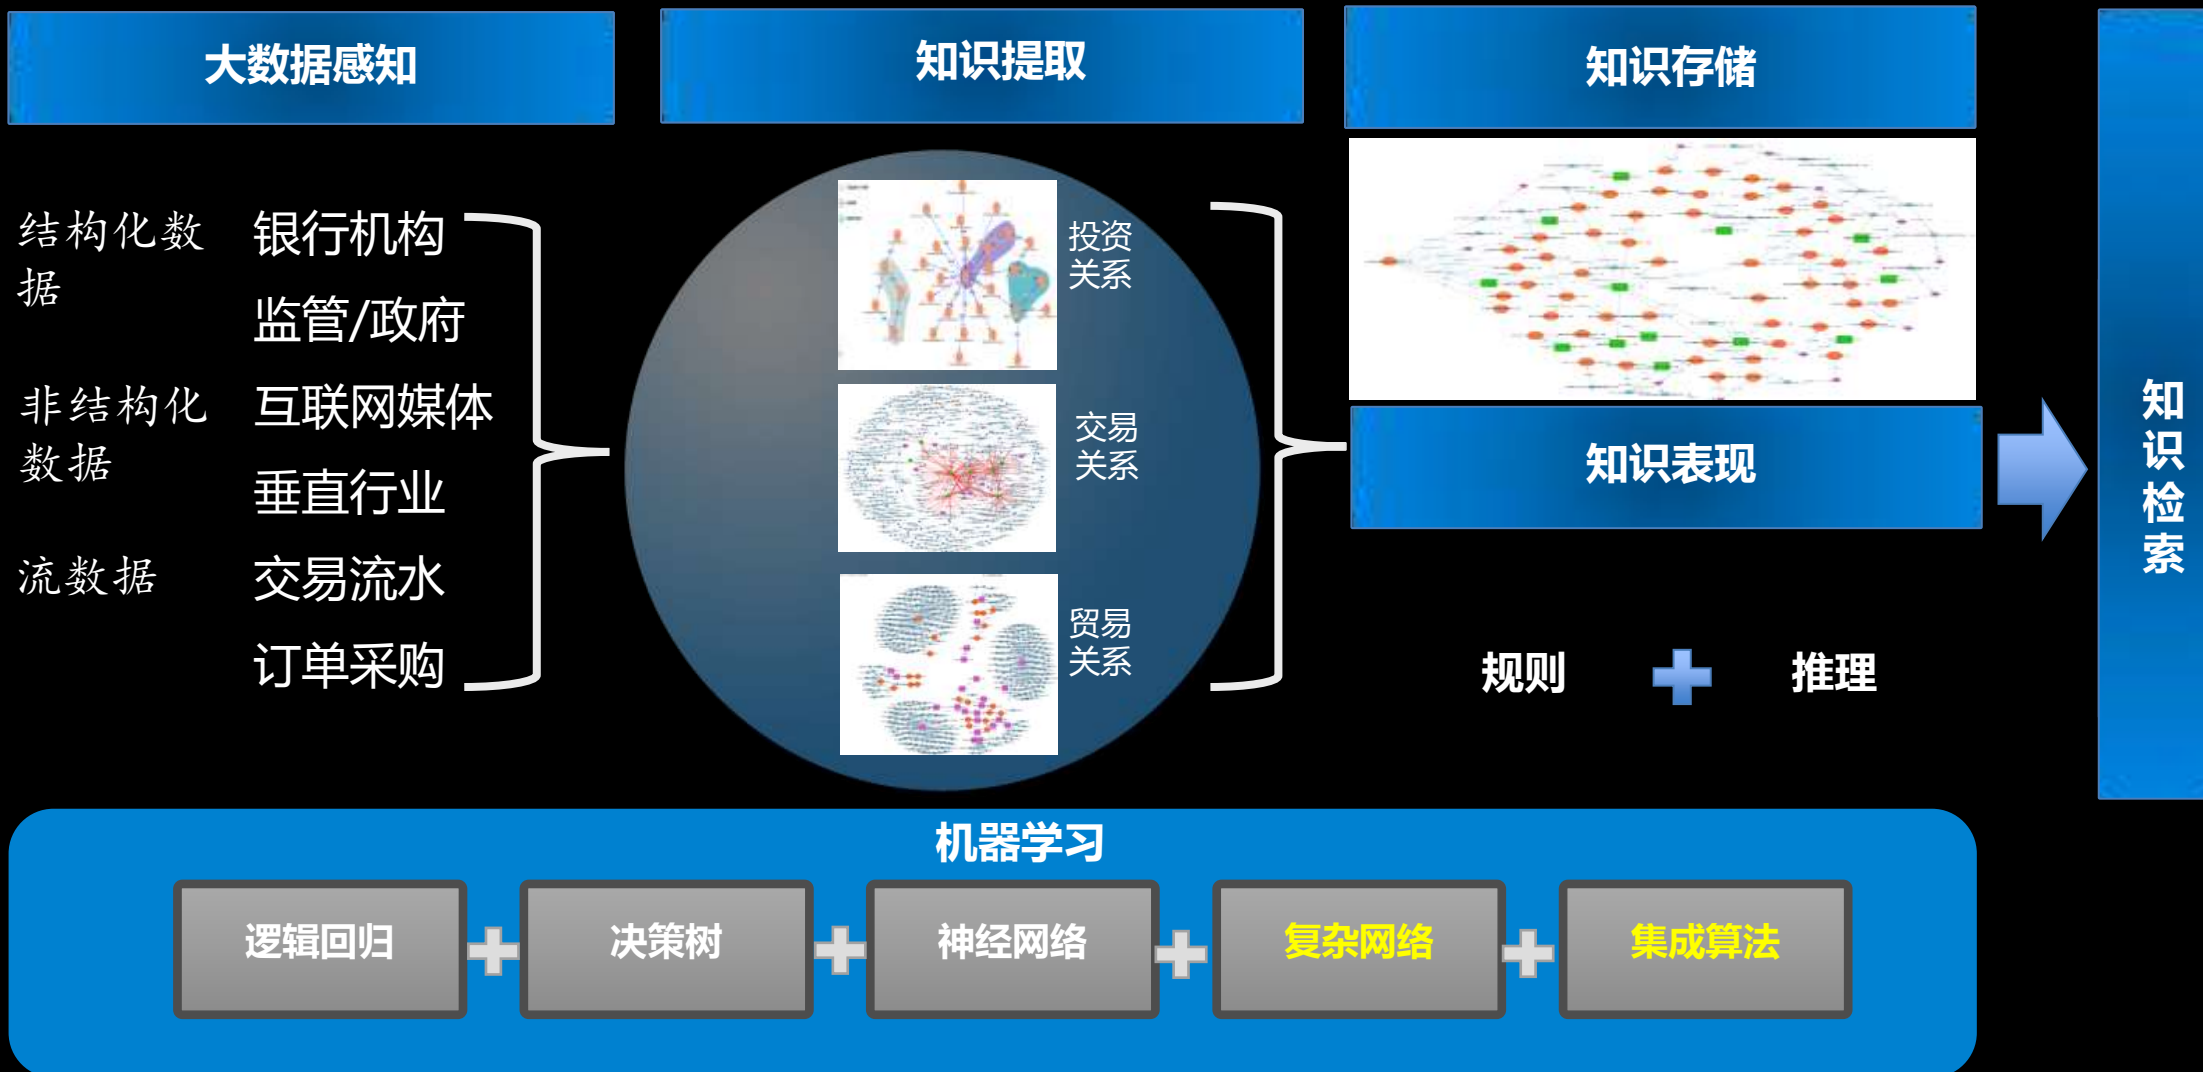 大数据感知
知识提取
知识存储
结构化数
据
非结构化
数据
流数据
银行机构
监管/政府
互联网媒体
垂直行业
交易流水
订单采购
投资
关系
交易
关系
贸易
关系
知识表现
规则
推理
知
识
检
索
机器学习
逻辑回归
决策树
神经网络
复杂网络
集成算法